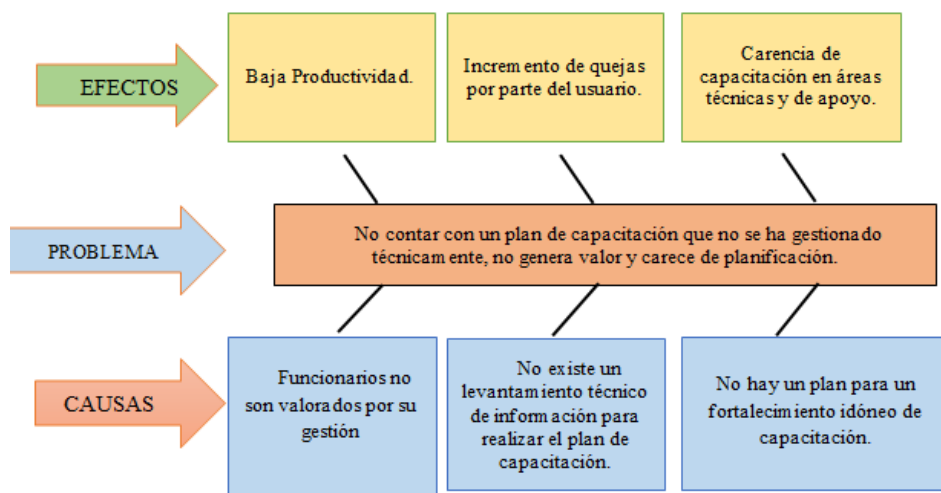 EFECTOS
Baja Productividad.
Incremento de quejas
por parte del usuario.
Carencia de
capacitación en áreas
técnicas y de apoyo.
PROBLEMA
No contar con un plan de capacitación que no se ha gestionado
técnicamente, no genera valor y carece de planificación.
CAUSAS
Funcionarios no
son valorados por su
gestión
No existe un
levantamiento técnico
de información para
realizar el plan de
capacitación.
No hay un plan para un
fortalecimiento idóneo de
capacitación.